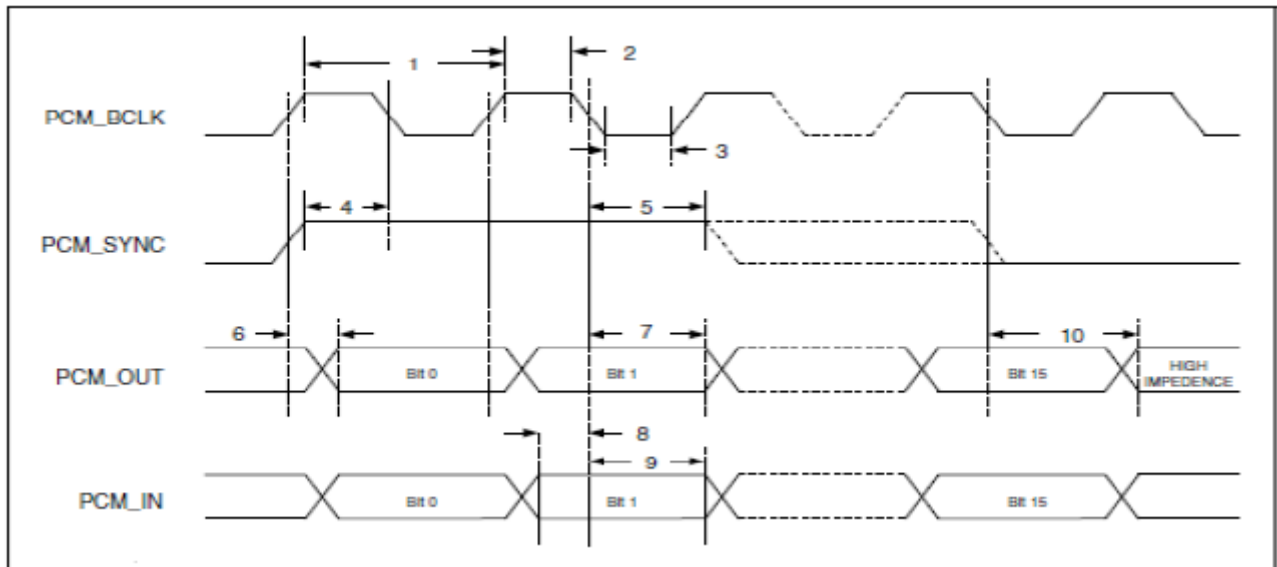 1
2
PCM_BCLK
3
4
5
PCM_SYNC
6
7
10
PCM_OUT
Bit 0
Bit 1
Bit 15
HIGH
IMPEDENCE
8
9
PCM_IN
Bit 0
Bit 1
Bit 15